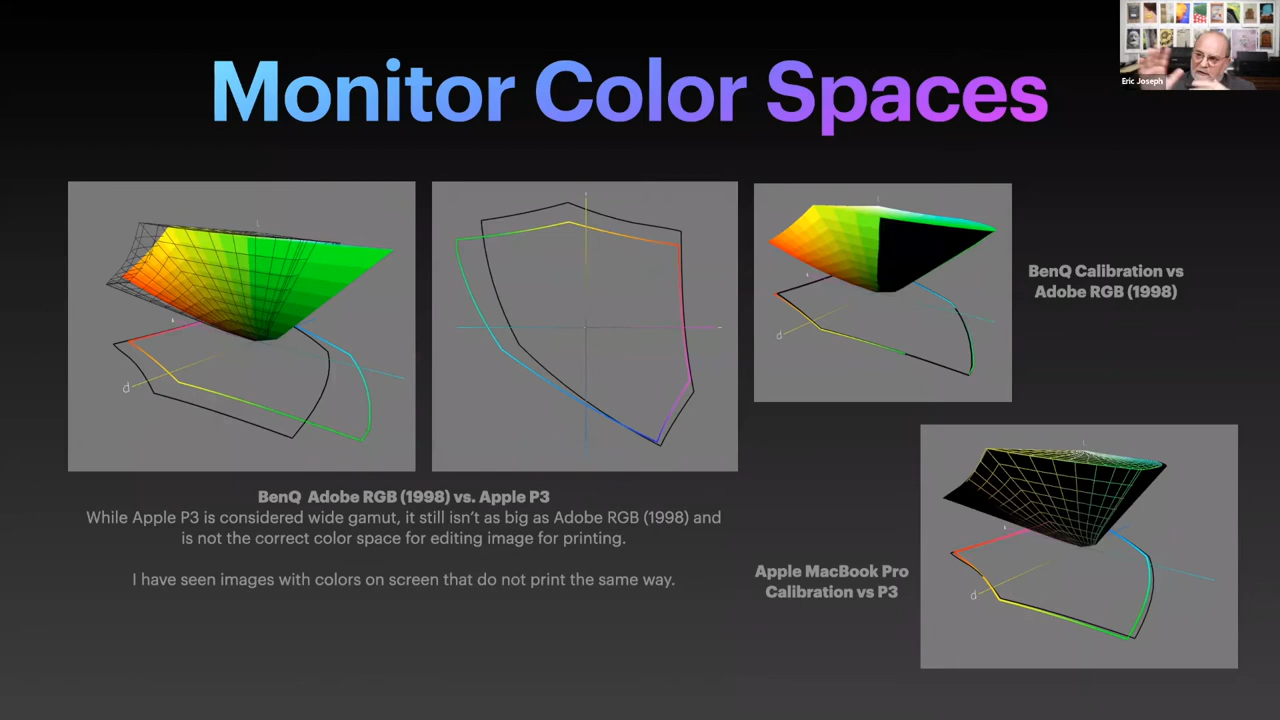 Monitor Color Spaces
Eric Joseph
L
d
BenQ Adobe RGB (1998) vs. Apple P3
While Apple P3 is considered wide gamut, it still isn't as big as Adobe RGB (1998) and
is not the correct color space for editing image for printing.
I have seen images with colors on screen that do not print the same way.
L
d
BenQ Calibration vs
Adobe RGB (1998)
L
d
Apple MacBook Pro
Calibration vs P3